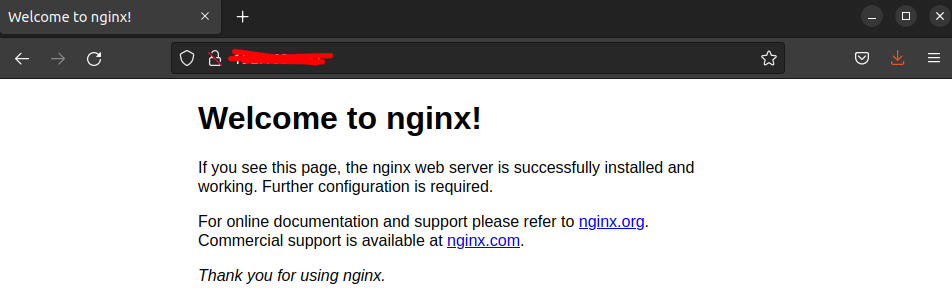 Welcome to nginx!
Welcome to nginx!
If you see this page, the nginx web server is successfully installed and
working. Further configuration is required.
For online documentation and support please refer to nginx.org.
Commercial support is available at nginx.com.
Thank you for using nginx.